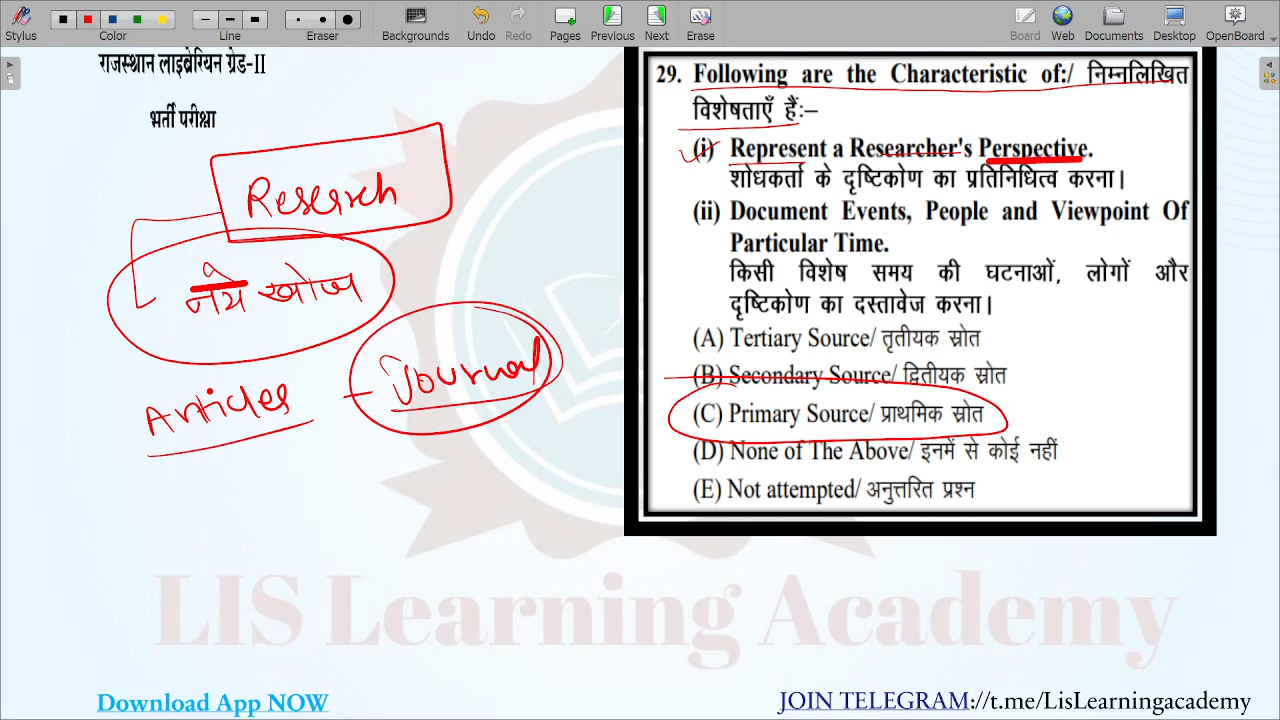 Stylus
Color
Line
Eraser
Backgrounds
Undo
Redo
Pages
Previous
Next
Erase
Board
Web
Documents
Desktop
OpenBoard
राजस्थान लाइब्रेरियन ग्रेड-II
भर्ती परीक्षा
Research
नये खोज
Articles - Journal
29. Following are the Characteristic of:/ निम्नलिखित
विशेषताएँ हैं:–
(i) Represent a Researcher's Perspective.
शोधकर्ता के दृष्टिकोण का प्रतिनिधित्व करना।
(ii) Document Events, People and Viewpoint Of
Particular Time.
किसी विशेष समय की घटनाओं, लोगों और
दृष्टिकोण का दस्तावेज करना।
(A) Tertiary Source/ तृतीयक स्रोत
(B) Secondary Source/ द्वितीयक स्रोत
(C) Primary Source/ प्राथमिक स्रोत
(D) None of The Above/ इनमें से कोई नहीं
(E) Not attempted/ अनुत्तरित प्रश्न
LIS Learning Academy
Download App NOW
JOIN TELEGRAM://t.me/LisLearningacademy